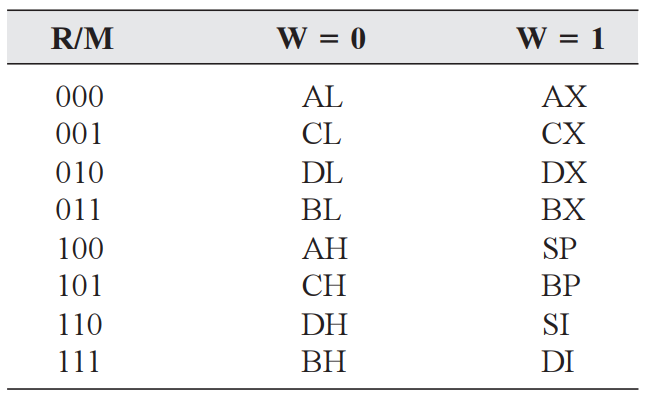 R/M W = 0 W = 1
000 AL AX
001 CL CX
010 DL DX
011 BL BX
100 AH SP
101 CH BP
110 DH SI
111 BH DI